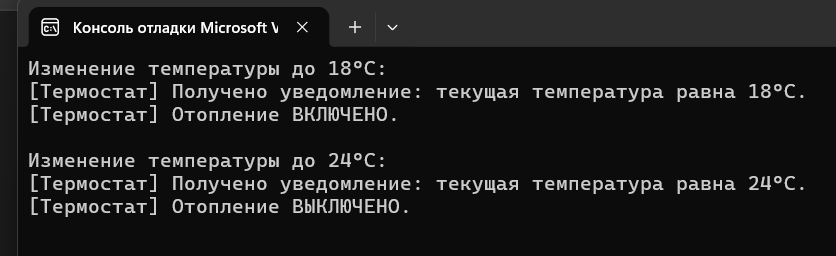 Консоль отладки Microsoft V
Изменение температуры до 18°C:
[Термостат] Получено уведомление: текущая температура равна 18°C.
[Термостат] Отопление ВКЛЮЧЕНО.
Изменение температуры до 24°C:
[Термостат] Получено уведомление: текущая температура равна 24°C.
[Термостат] Отопление ВЫКЛЮЧЕНО.